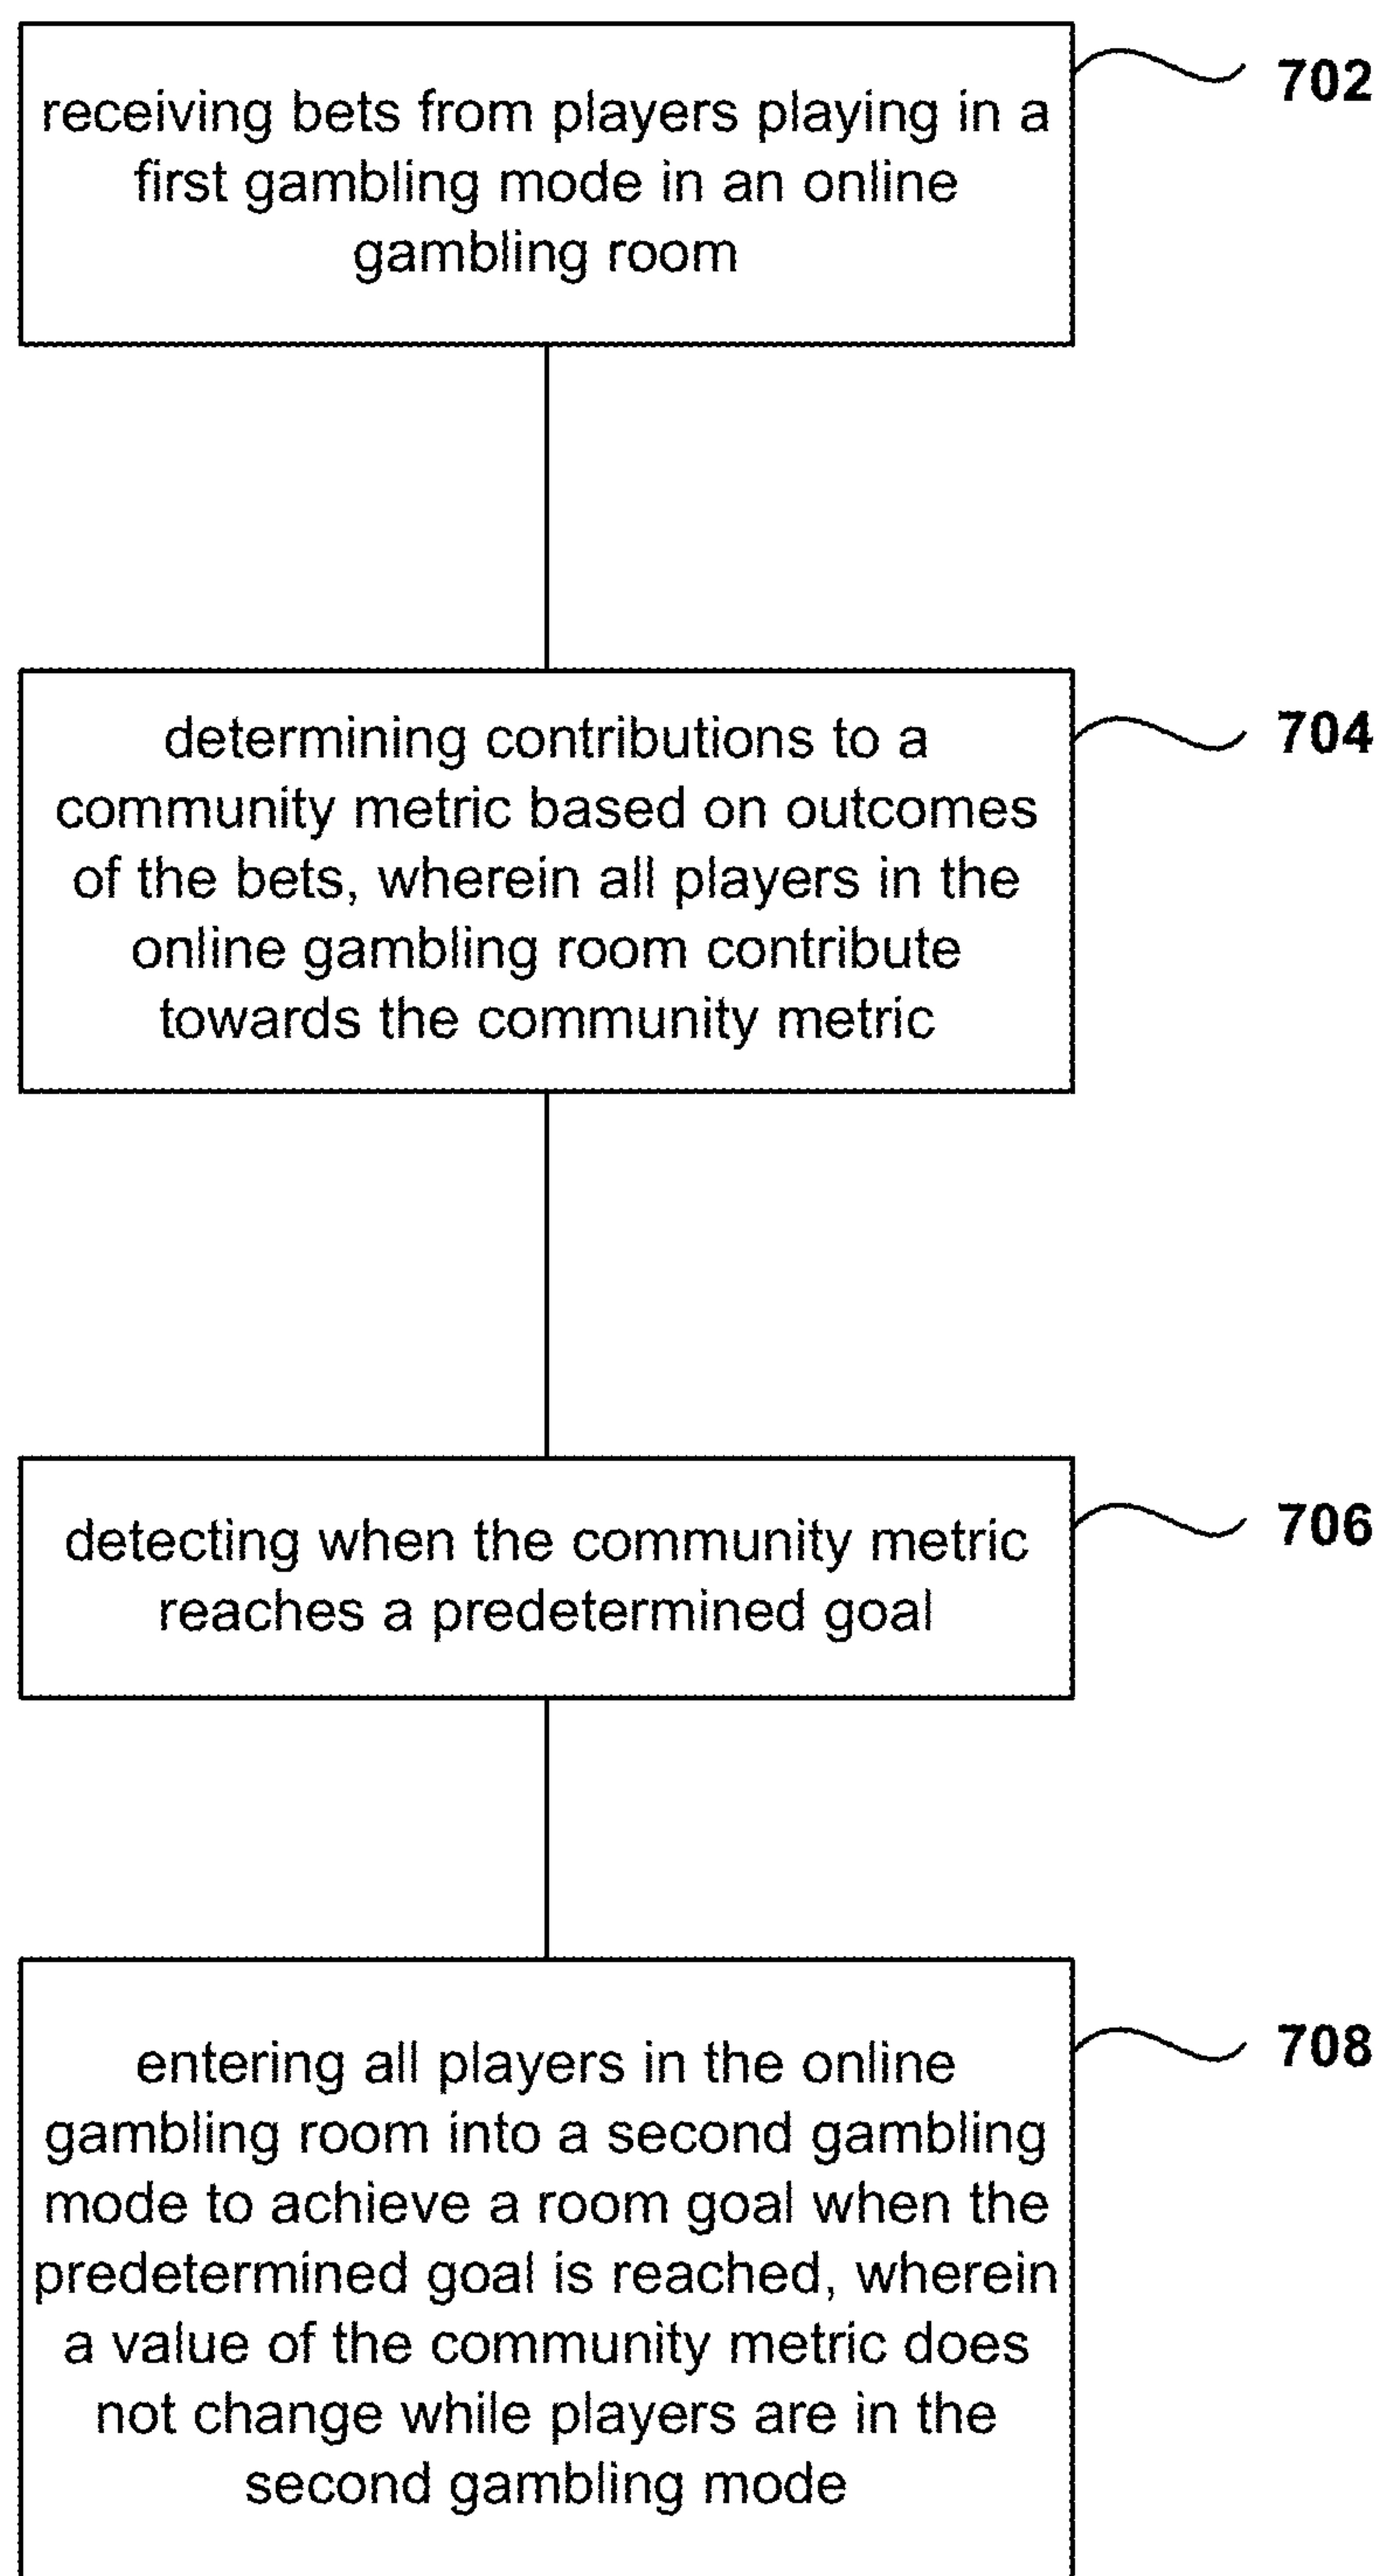 receiving bets from players playing in a
first gambling mode in an online
gambling room
702
determining contributions to a
community metric based on outcomes
of the bets, wherein all players in the
online gambling room contribute
towards the community metric
704
detecting when the community metric
reaches a predetermined goal
706
entering all players in the online
gambling room into a second gambling
mode to achieve a room goal when the
predetermined goal is reached, wherein
a value of the community metric does
not change while players are in the
second gambling mode
708